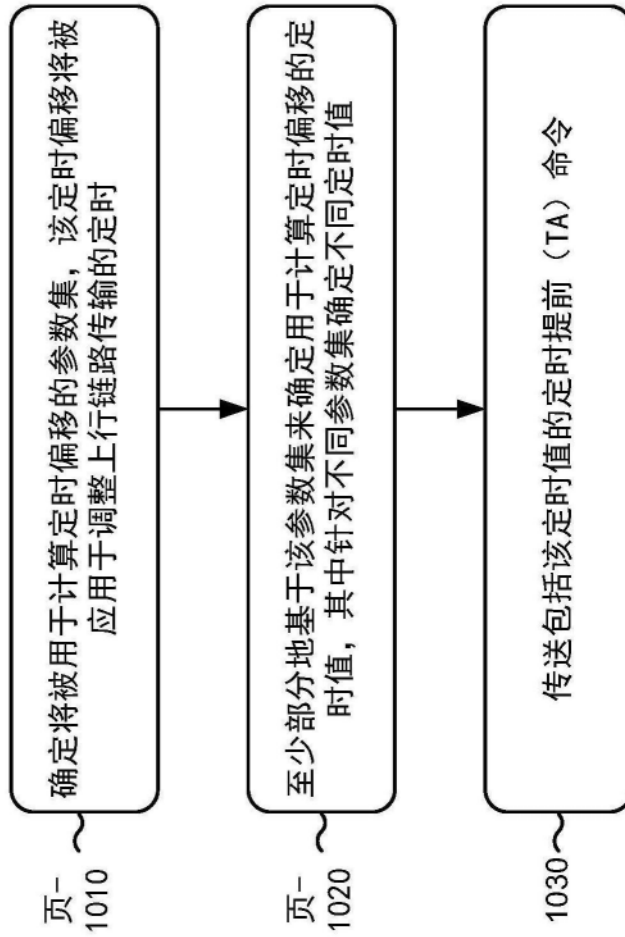 确定将被用于计算定时偏移的参数集，该定时偏移将被
应用于调整上行链路传输的定时
页-
1010
至少部分地基于该参数集来确定用于计算定时偏移的定
时值，其中针对不同参数集确定不同定时值
页-
1020
传送包括该定时值的定时提前（TA）命令
1030